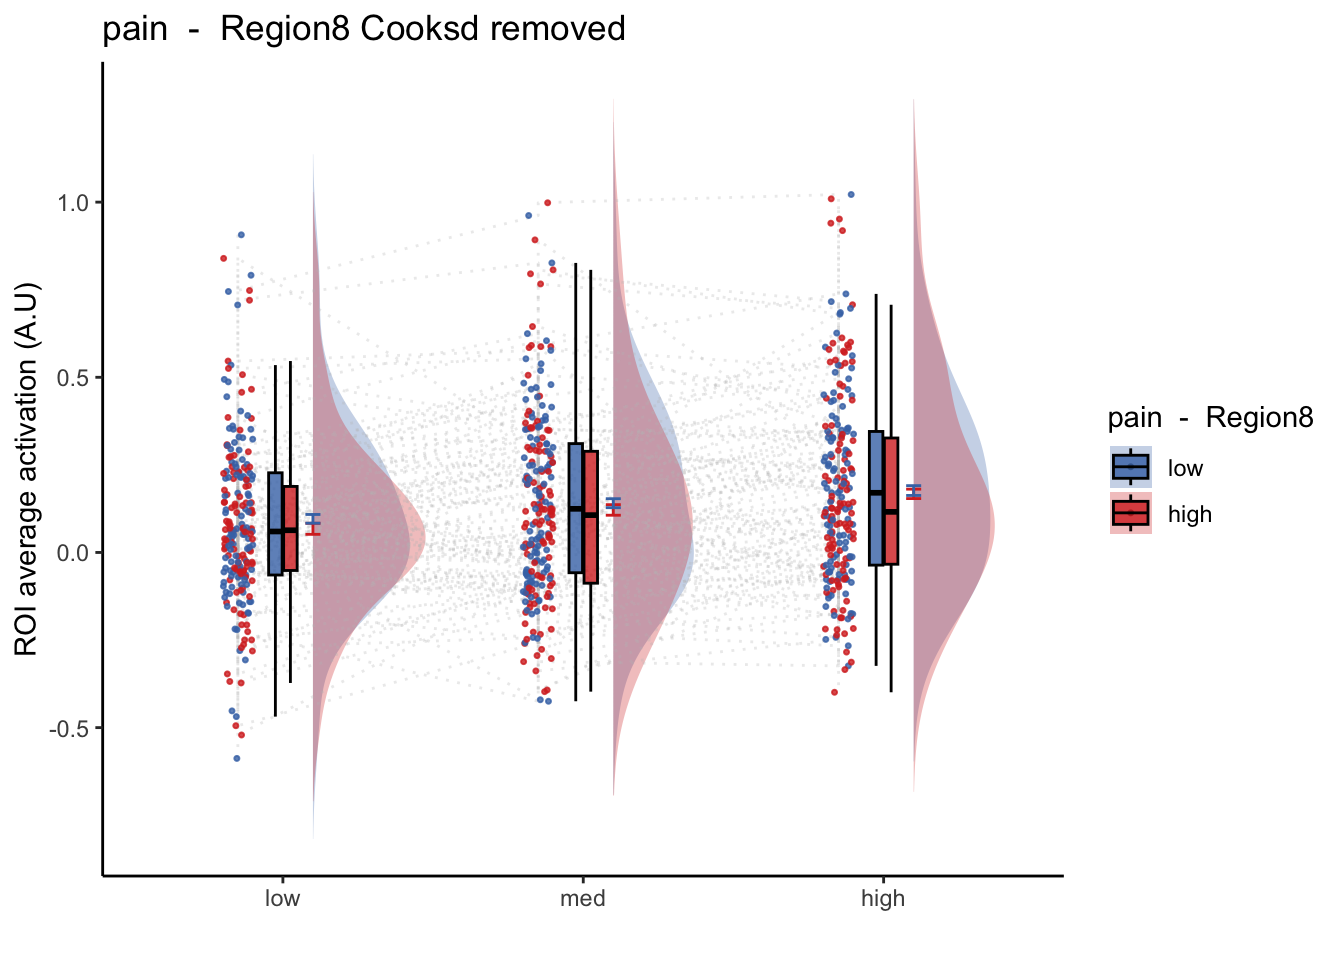 pain  -  Region8 Cooksd removed
ROI average activation (A.U)
1.0
0.5
0.0
-0.5
low
med
high
pain  -  Region8
low
high